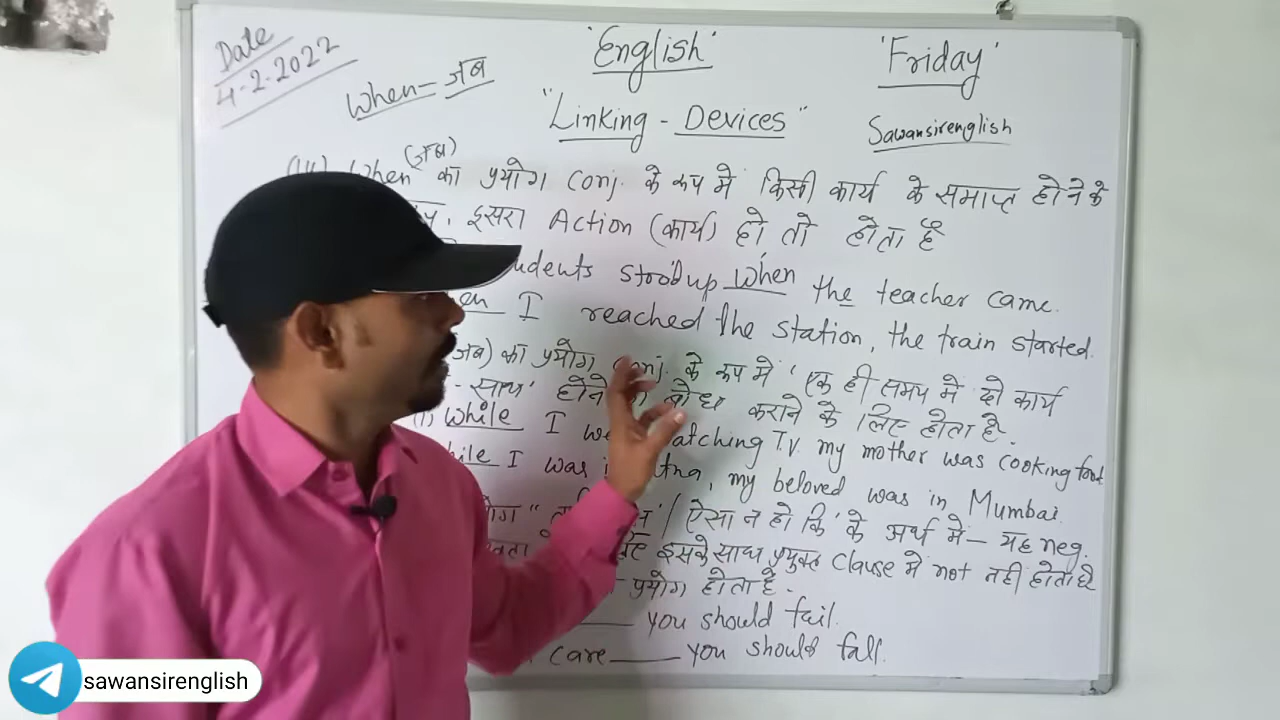 Date
4-2-2022
When = जब
'English'
'Friday'
"Linking - Devices"
Sawansirenglish
When (जब) का प्रयोग Conj. के रूप में किसी कार्य के समाप्त होने के
इसरा Action (कार्य) हो तो होता है
students stood up when the teacher came.
When I reached the station, the train started.
जब) का प्रयोग Conj. के रूप में 'एक ही समय में दो कार्य
- साथ' होने का बोध कराने के लिए होता है.
(i) while I was watching T.V. my mother was cooking food
while I was in Patna, my beloved was in Mumbai.
/ ऐसा न हो कि' के अर्थ में – यह neg.
इसके साथ प्रयुक्त Clause में not नहीं होता है
प्रयोग होता है.
____ you should fail.
care ____ you should fall.
sawansirenglish